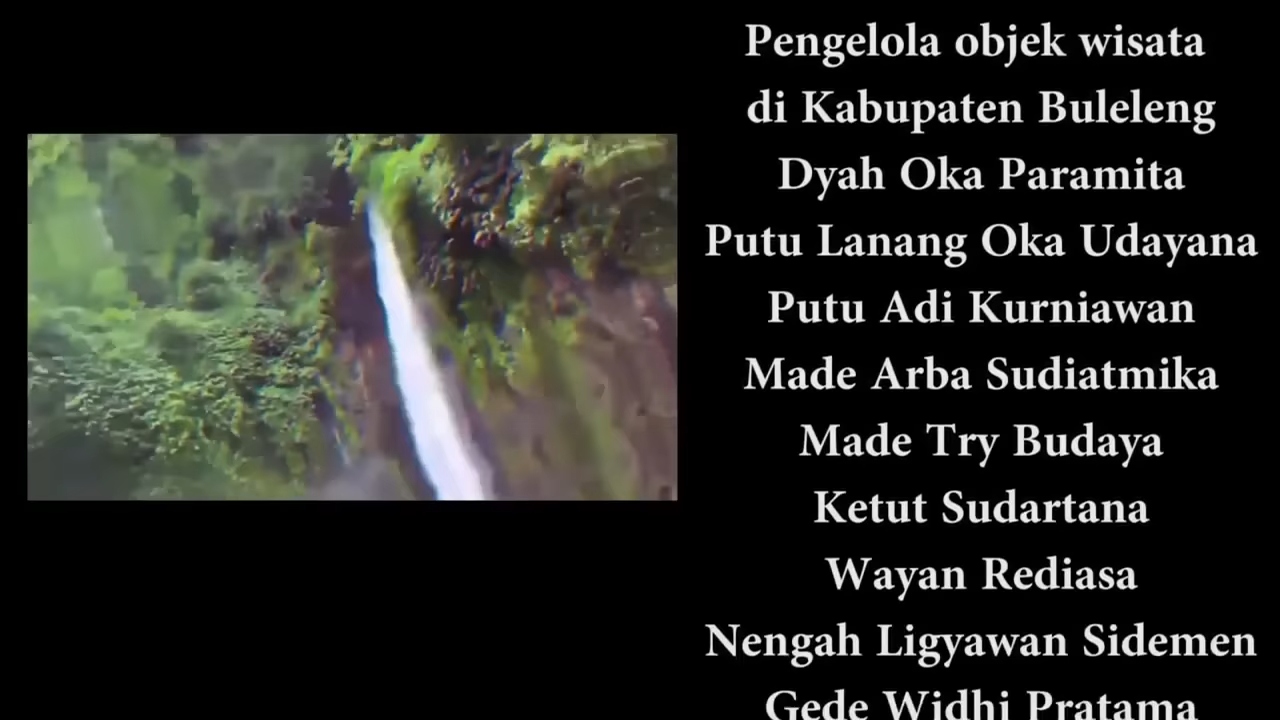 Pengelola objek wisata
di Kabupaten Buleleng
Dyah Oka Paramita
Putu Lanang Oka Udayana
Putu Adi Kurniawan
Made Arba Sudiatmika
Made Try Budaya
Ketut Sudartana
Wayan Rediasa
Nengah Ligyawan Sidemen
Gede Widhi Pratama